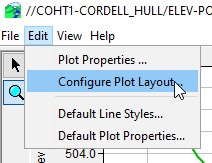 //COHT1-CORDELL_HULL/ELEV-PO
File Edit View Help
Plot Properties ...
Configure Plot Layout...
Default Line Styles...
Default Plot Properties...
504.0